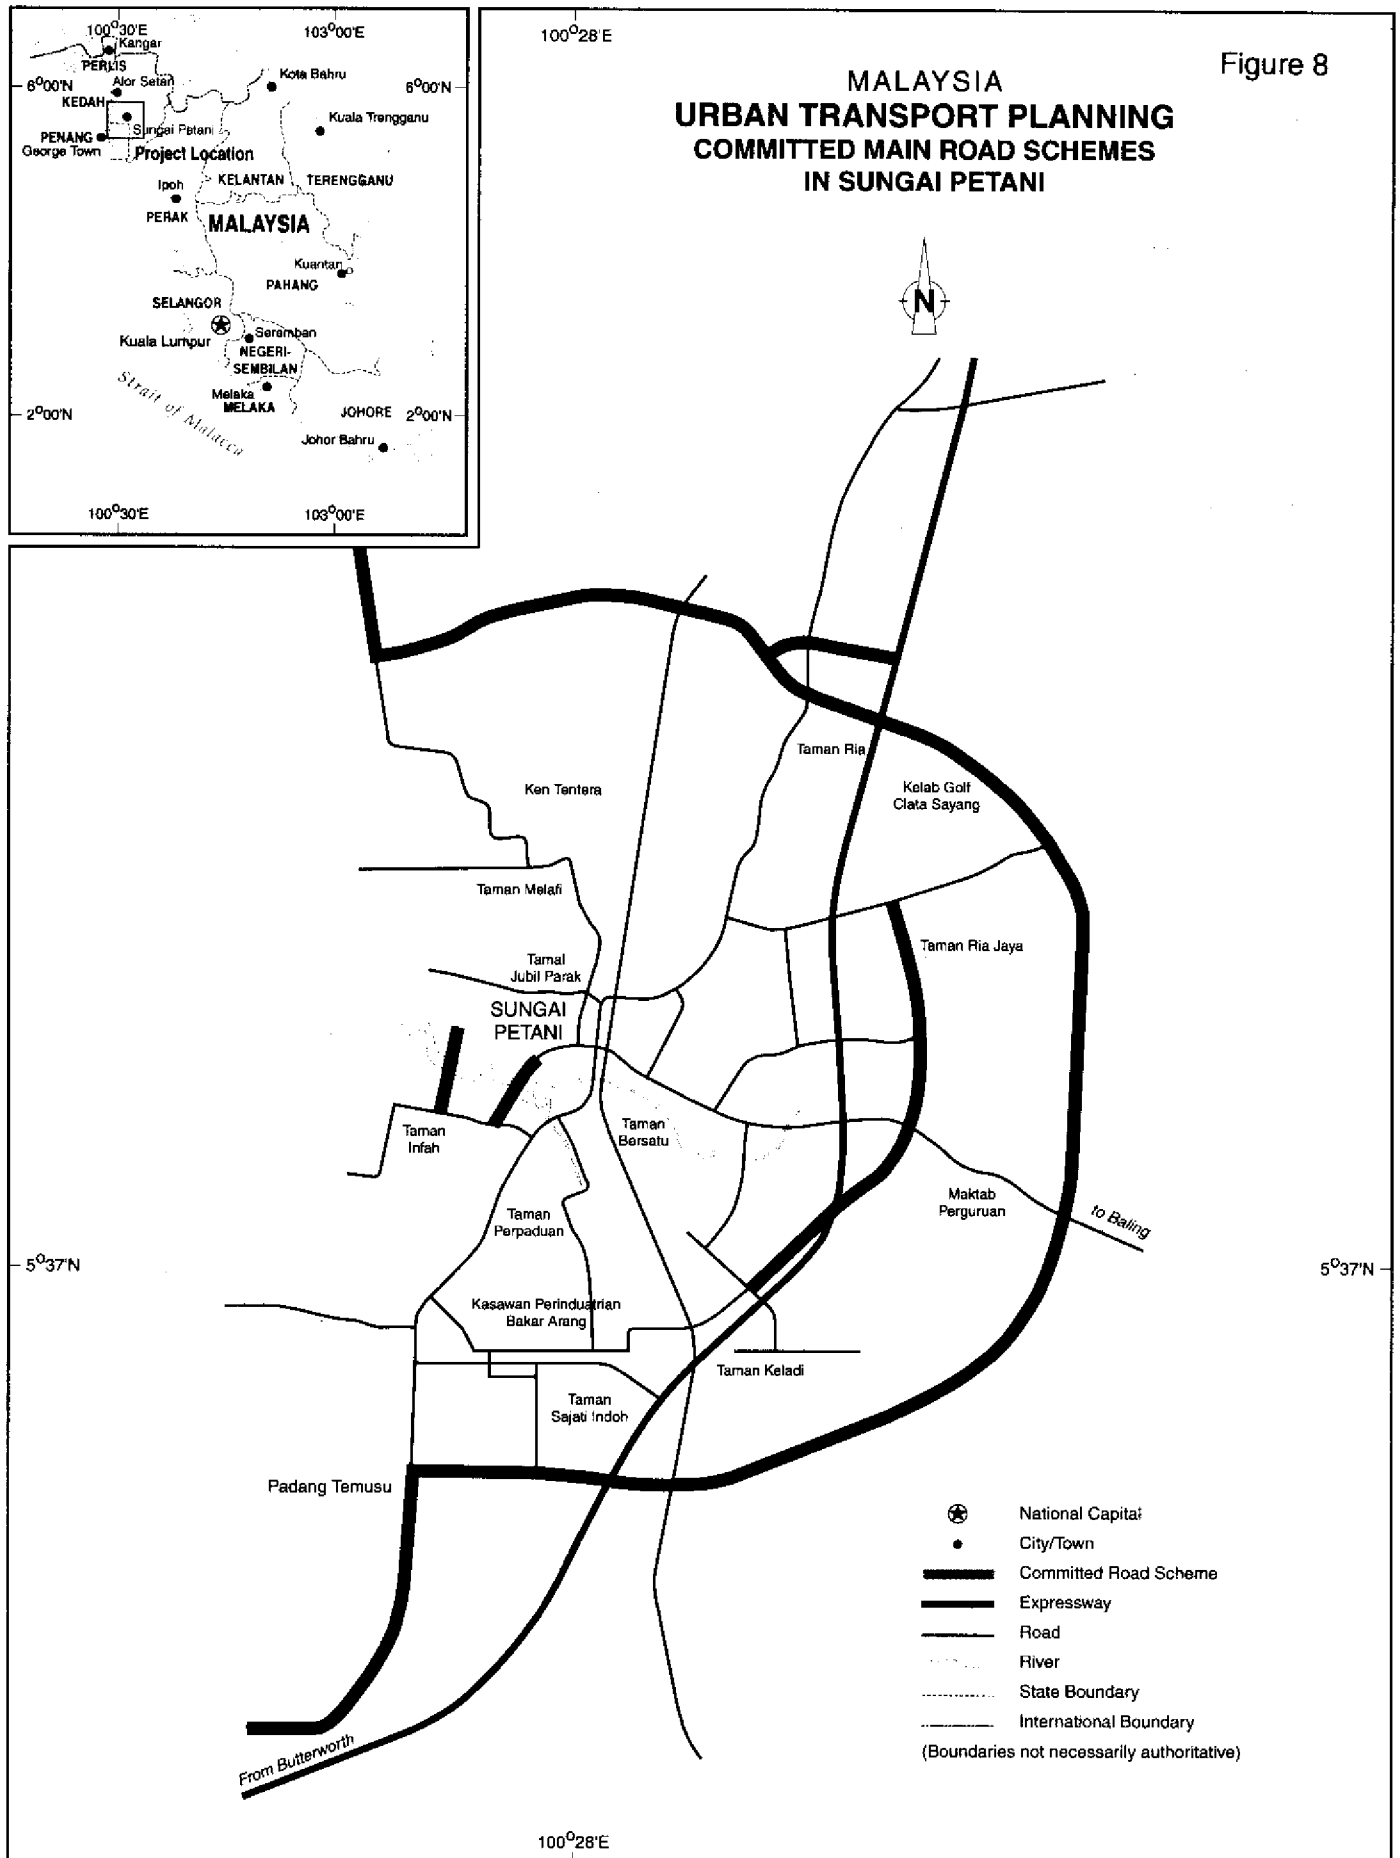 Figure 8
MALAYSIA
URBAN TRANSPORT PLANNING
COMMITTED MAIN ROAD SCHEMES
IN SUNGAI PETANI
100°30'E
103°00'E
100°28'E
Kangar
PERLIS
Alor Setar
Kota Bahru
6°00'N
6°00'N
KEDAH
Sungai Petani
Kuala Trengganu
PENANG
George Town
Project Location
KELANTAN
TERENGGANU
Ipoh
PERAK
MALAYSIA
Kuantan
PAHANG
SELANGOR
Kuala Lumpur
Seremban
NEGERI-
SEMBILAN
Melaka
MELAKA
Strait of Malacca
JOHORE
2°00'N
2°00'N
Johor Bahru
100°30'E
103°00'E
N
Taman Ria
Ken Tentera
Kelab Golf
Clata Sayang
Taman Melafi
Taman Ria Jaya
Tamal
Jubil Parak
SUNGAI
PETANI
Taman
Infah
Taman
Bersatu
Maktab
Perguruan
to Baling
Taman
Perpaduan
5°37'N
5°37'N
Kasawan Perinduatrian
Bakar Arang
Taman Keladi
Taman
Sajati Indoh
Padang Temusu
From Butterworth
National Capital
City/Town
Committed Road Scheme
Expressway
Road
River
State Boundary
International Boundary
(Boundaries not necessarily authoritative)
100°28'E